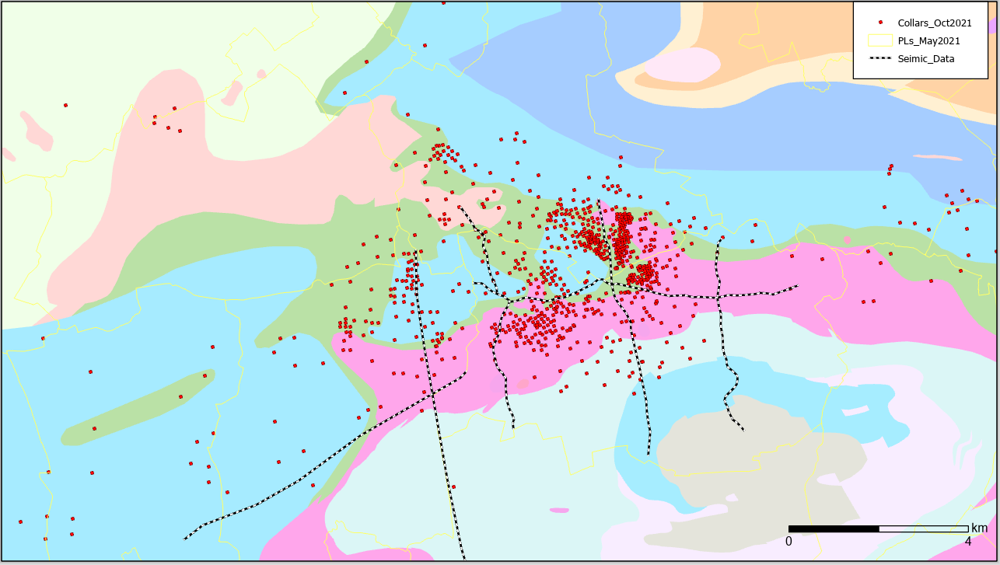 Collars_Oct2021
PLs_May2021
Seimic_Data
km
0 4